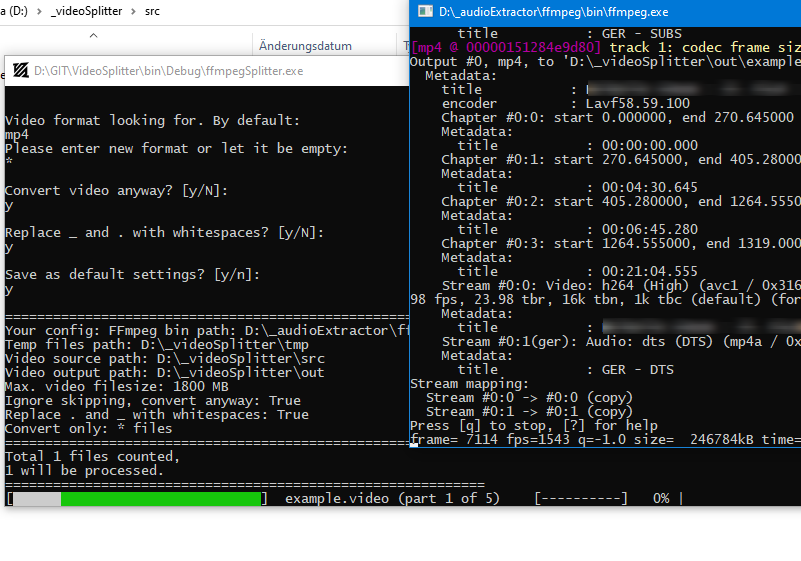 a (D:) > _videoSplitter > src
Änderungsdatum
D:\GIT\VideoSplitter\bin\Debug\ffmpegSplitter.exe
Video format looking for. By default:
mp4
Please enter new format or let it be empty:
*
Convert video anyway? [y/N]:
y
Replace _ and . with whitespaces? [y/N]:
y
Save as default settings? [y/n]:
y
=====================================================
Your config: FFmpeg bin path: D:\_audioExtractor\ff
Temp files path: D:\_videoSplitter\tmp
Video source path: D:\_videoSplitter\src
Video output path: D:\_videoSplitter\out
Max. video filesize: 1800 MB
Ignore skipping, convert anyway: True
Replace . and _ with whitespaces: True
Convert only: * files
=====================================================
Total 1 files counted,
1 will be processed.
============================================================
[ ] example.video (part 1 of 5) [----------] 0% |
D:\_audioExtractor\ffmpeg\bin\ffmpeg.exe
title : GER - SUBS
[mp4 @ 00000151284e9d80] track 1: codec frame siz
Output #0, mp4, to 'D:\_videoSplitter\out\example
Metadata:
title :
encoder : Lavf58.59.100
Chapter #0:0: start 0.000000, end 270.645000
Metadata:
title : 00:00:00.000
Chapter #0:1: start 270.645000, end 405.28000
Metadata:
title : 00:04:30.645
Chapter #0:2: start 405.280000, end 1264.5550
Metadata:
title : 00:06:45.280
Chapter #0:3: start 1264.555000, end 1319.000
Metadata:
title : 00:21:04.555
Stream #0:0: Video: h264 (High) (avc1 / 0x316
98 fps, 23.98 tbr, 16k tbn, 1k tbc (default) (for
Metadata:
title :
Stream #0:1(ger): Audio: dts (DTS) (mp4a / 0x
Metadata:
title : GER - DTS
Stream mapping:
Stream #0:0 -> #0:0 (copy)
Stream #0:1 -> #0:1 (copy)
Press [q] to stop, [?] for help
frame= 7114 fps=1543 q=-1.0 size= 246784kB time=